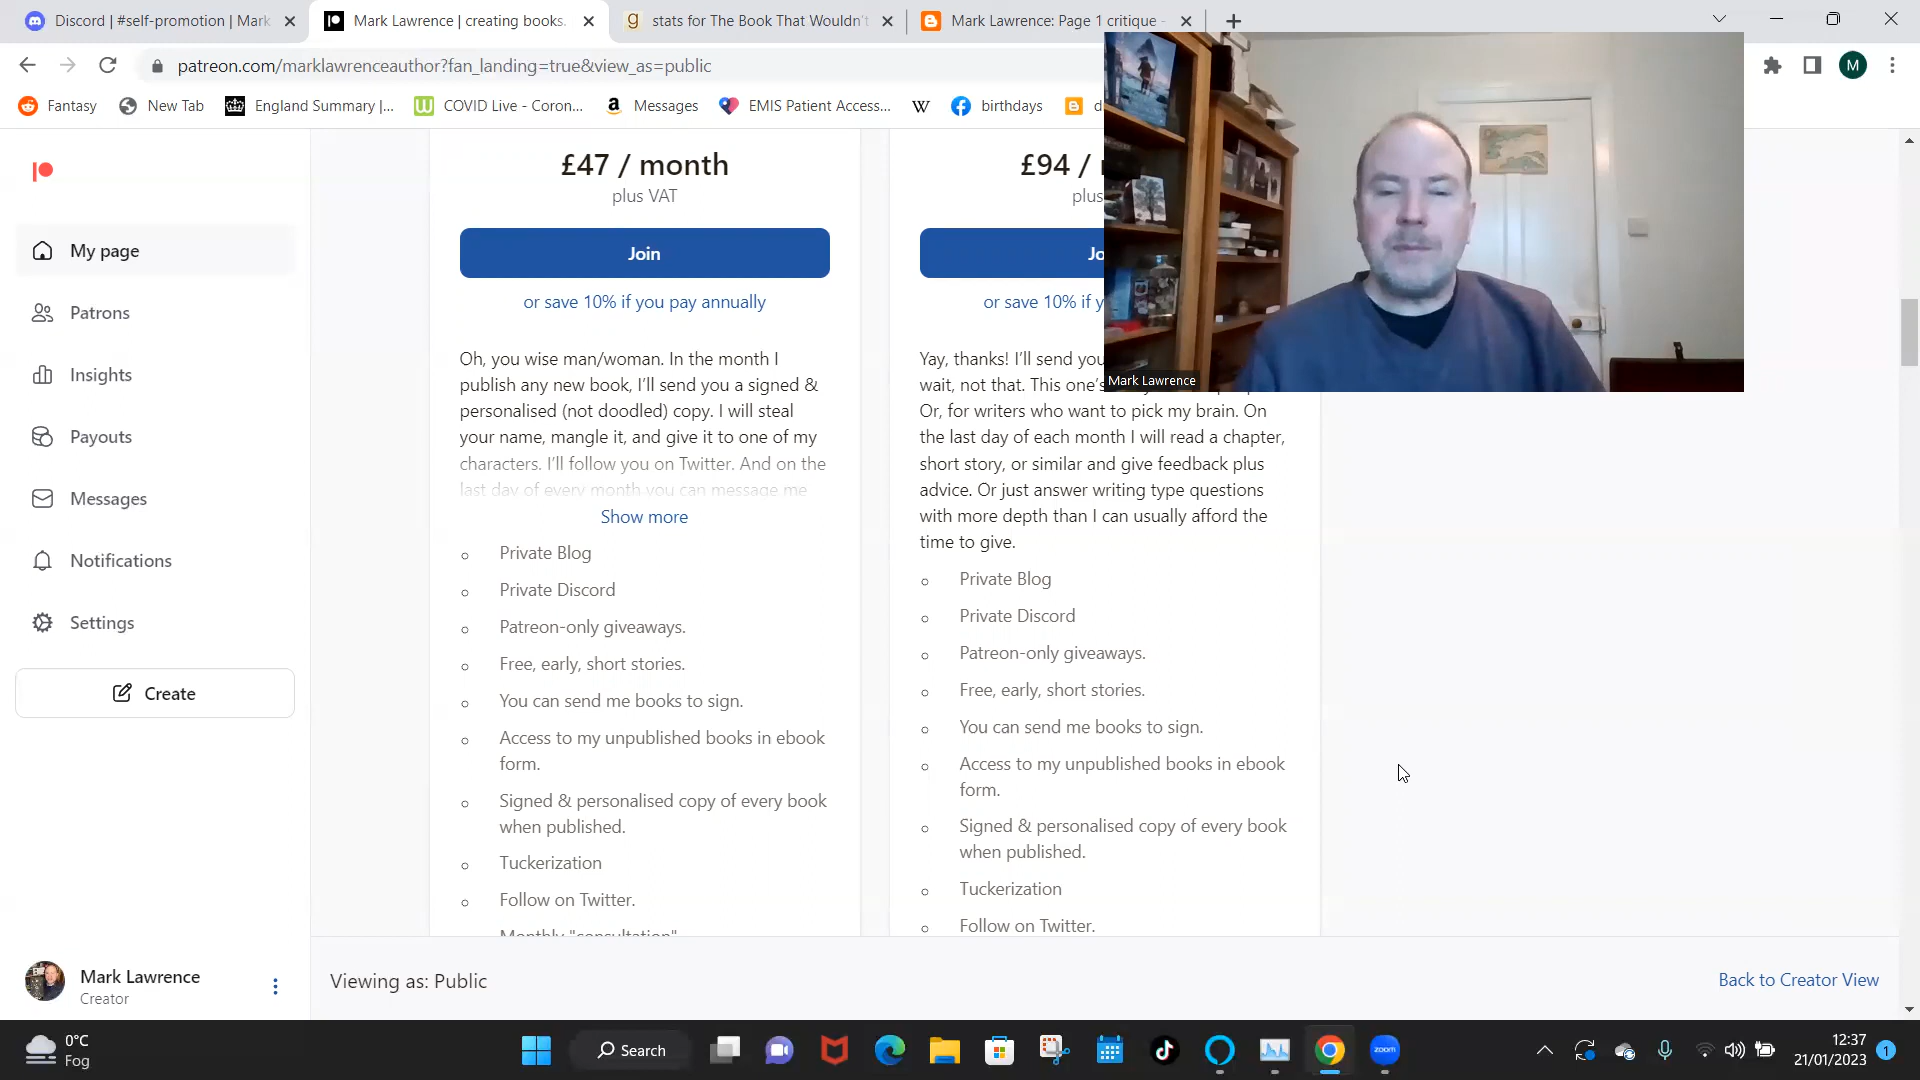 Discord | #self-promotion | Mark
Mark Lawrence | creating books.
stats for The Book That Wouldn't
Mark Lawrence: Page 1 critique -
patreon.com/marklawrenceauthor?fan_landing=true&view_as=public
M
Fantasy
New Tab
England Summary |...
COVID Live - Coron...
Messages
EMIS Patient Access...
W
birthdays
My page
Patrons
Insights
Payouts
Messages
Notifications
Settings
Create
Mark Lawrence
Creator
£47 / month
plus VAT
Join
or save 10% if you pay annually
Oh, you wise man/woman. In the month I
publish any new book, I'll send you a signed &
personalised (not doodled) copy. I will steal
your name, mangle it, and give it to one of my
characters. I'll follow you on Twitter. And on the
last day of every month you can message me
Show more
Private Blog
Private Discord
Patreon-only giveaways.
Free, early, short stories.
You can send me books to sign.
Access to my unpublished books in ebook
form.
Signed & personalised copy of every book
when published.
Tuckerization
Follow on Twitter.
Monthly "consultation"
£94 /
plus
Jo
or save 10% if y
Yay, thanks! I'll send you
wait, not that. This one's
Or, for writers who want to pick my brain. On
the last day of each month I will read a chapter,
short story, or similar and give feedback plus
advice. Or just answer writing type questions
with more depth than I can usually afford the
time to give.
Private Blog
Private Discord
Patreon-only giveaways.
Free, early, short stories.
You can send me books to sign.
Access to my unpublished books in ebook
form.
Signed & personalised copy of every book
when published.
Tuckerization
Follow on Twitter.
Mark Lawrence
Viewing as: Public
Back to Creator View
0°C
Fog
Search
zoom
12:37
21/01/2023
1